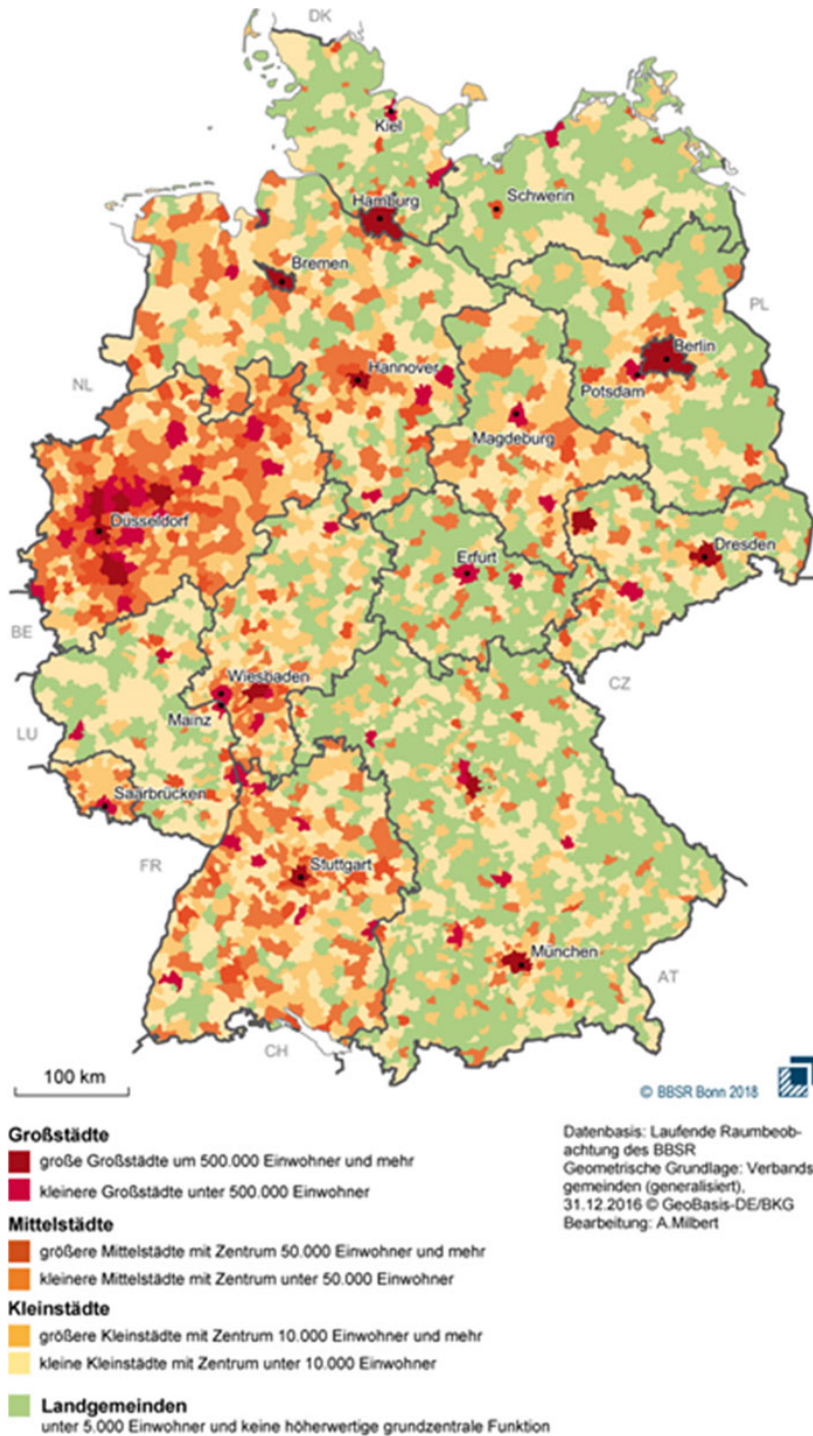 DK
Kiel
Schwerin
Hamburg
Bremen
PL
Berlin
Hannover
NL
Potsdam
Magdeburg
Düsseldorf
Dresden
Erfurt
BE
Wiesbaden
CZ
Mainz
LU
Saarbrücken
FR
Stuttgart
München
AT
CH
100 km
© BBSR Bonn 2018
Großstädte
große Großstädte um 500.000 Einwohner und mehr
kleinere Großstädte unter 500.000 Einwohner
Mittelstädte
größere Mittelstädte mit Zentrum 50.000 Einwohner und mehr
kleinere Mittelstädte mit Zentrum unter 50.000 Einwohner
Kleinstädte
größere Kleinstädte mit Zentrum 10.000 Einwohner und mehr
kleine Kleinstädte mit Zentrum unter 10.000 Einwohner
Landgemeinden
unter 5.000 Einwohner und keine höherwertige grundzentrale Funktion
Datenbasis: Laufende Raumbeob-
achtung des BBSR
Geometrische Grundlage: Verbands
gemeinden (generalisiert),
31.12.2016 © GeoBasis-DE/BKG
Bearbeitung: A.Milbert